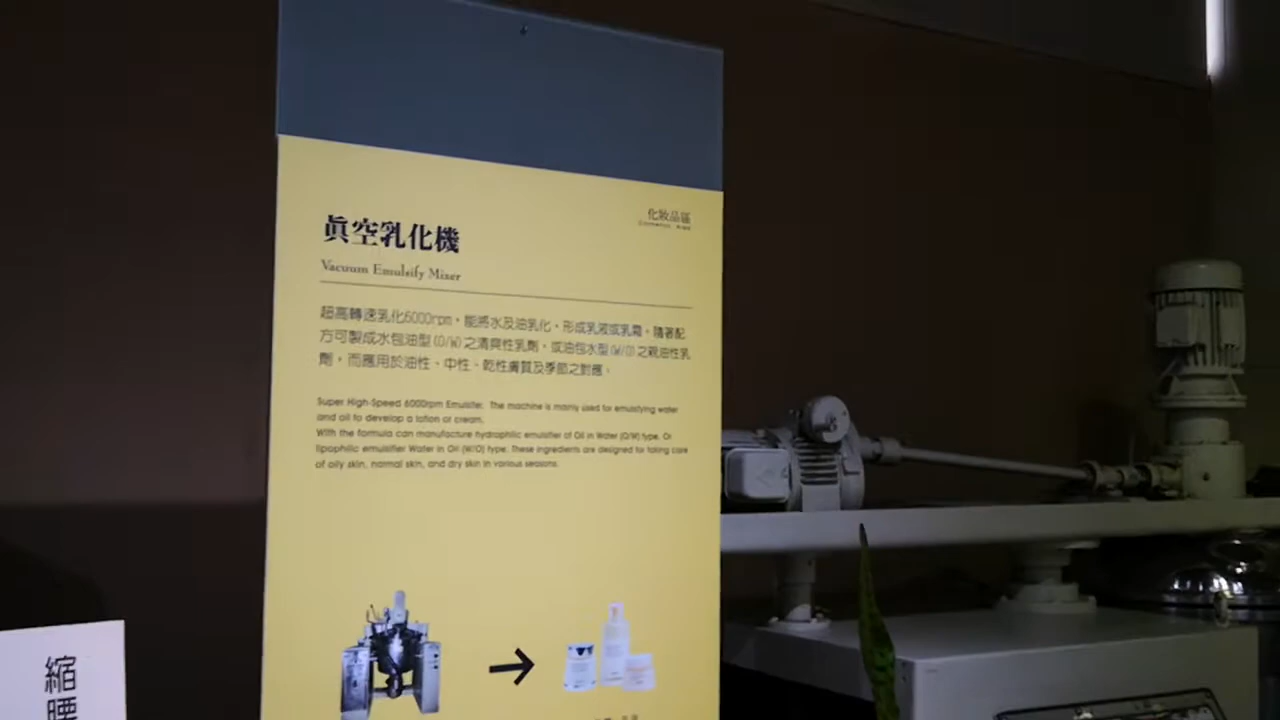 化妝品區
真空乳化機
Vacuum Emulsify Mixer
超高轉速乳化6000rpm，能將水及油乳化，形成乳液或乳霜。隨著配
方可製成水包油型(O/W)之清爽性乳劑，或油包水型(W/O)之親油性乳
劑，而應用於油性、中性、乾性膚質及季節之對應。
Super High-Speed 6000rpm Emulsifer. The machine is mainly used for emulsifying water
and oil to develop a lotion or cream.
With the formula can manufacture hydrophilic emulsifier of Oil in Water (O/W) type. Or
lipophilic emulsifier Water in Oil (W/O) type. These ingredients are designed for taking care
of oily skin, normal skin, and dry skin in various seasons.
縮腰